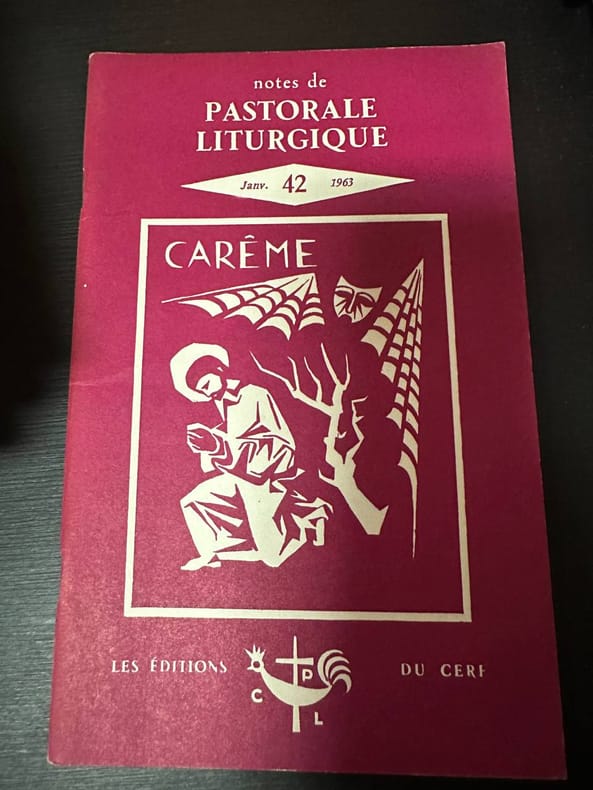 notes de
PASTORALE
LITURGIQUE
Janv. 42 1963
CARÊME
LES ÉDITIONS DU CERF
C P L